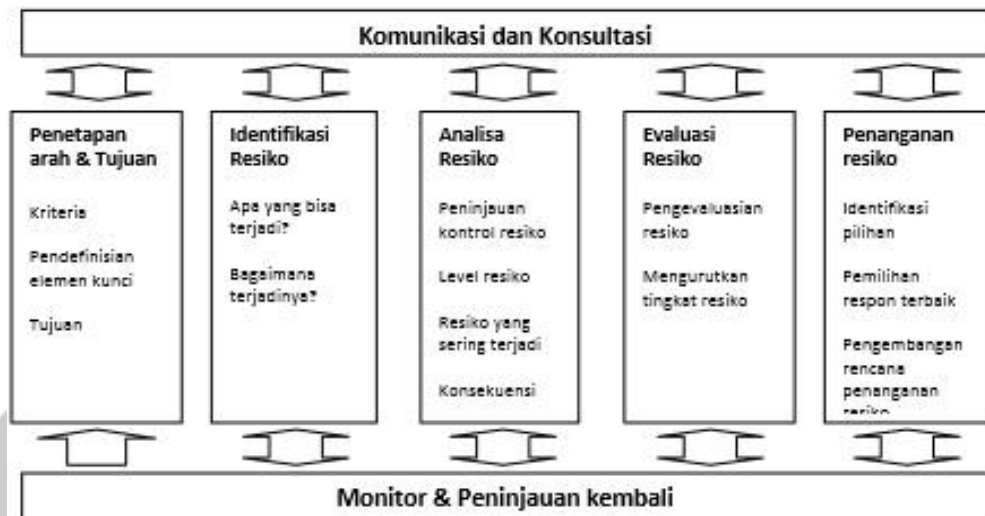 Komunikasi dan Konsultasi
Penetapan
arah & Tujuan
Kriteria
Pendefinisian
elemen kunci
Tujuan
Identifikasi
Resiko
Apa yang bisa
terjadi?
Bagaimana
terjadinya?
Analisa
Resiko
Peninjauan
kontrol resiko
Level resiko
Resiko yang
sering terjadi
Konsekuensi
Evaluasi
Resiko
Pengevaluasian
resiko
Mengurutkan
tingkat resiko
Penanganan
resiko
Identifikasi
pilihan
Pemilihan
respon terbaik
Pengembangan
rencana
penanganan
resiko
Monitor & Peninjauan kembali